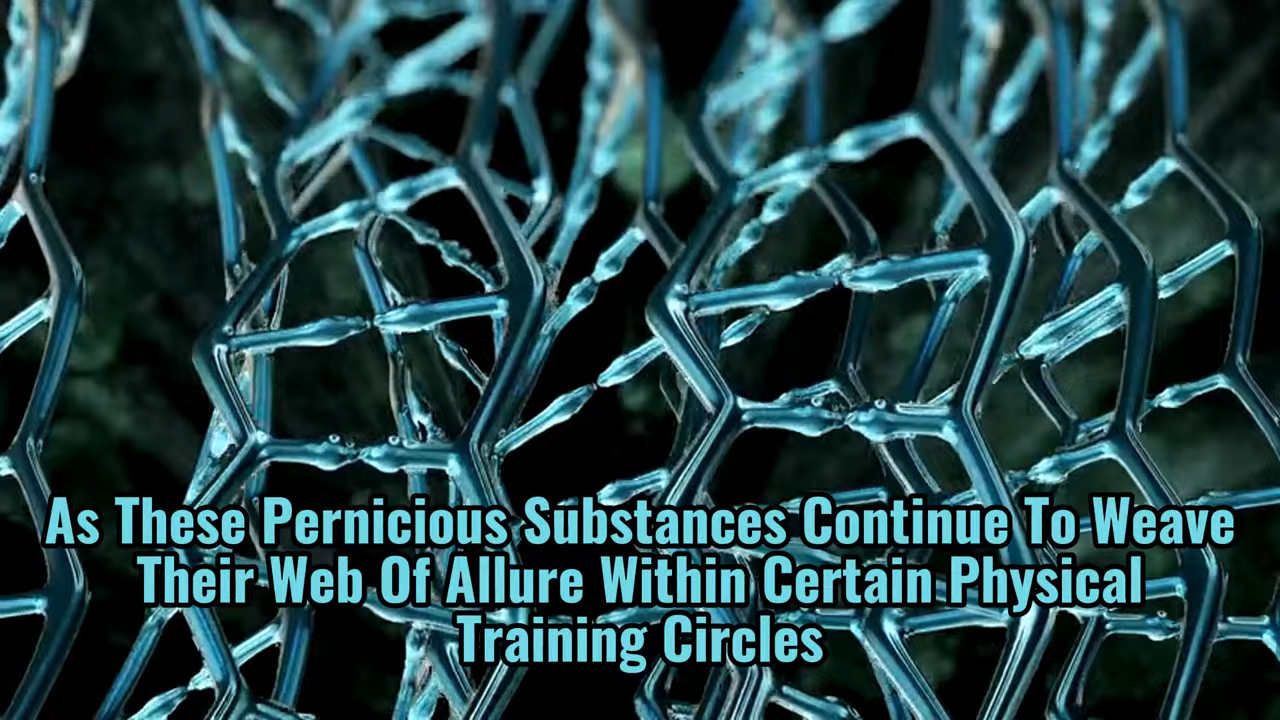 As These Pernicious Substances Continue To Weave
Their Web Of Allure Within Certain Physical
Training Circles